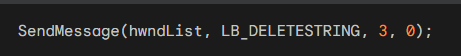 SendMessage(hwndList, LB_DELETESTRING, 3, 0);